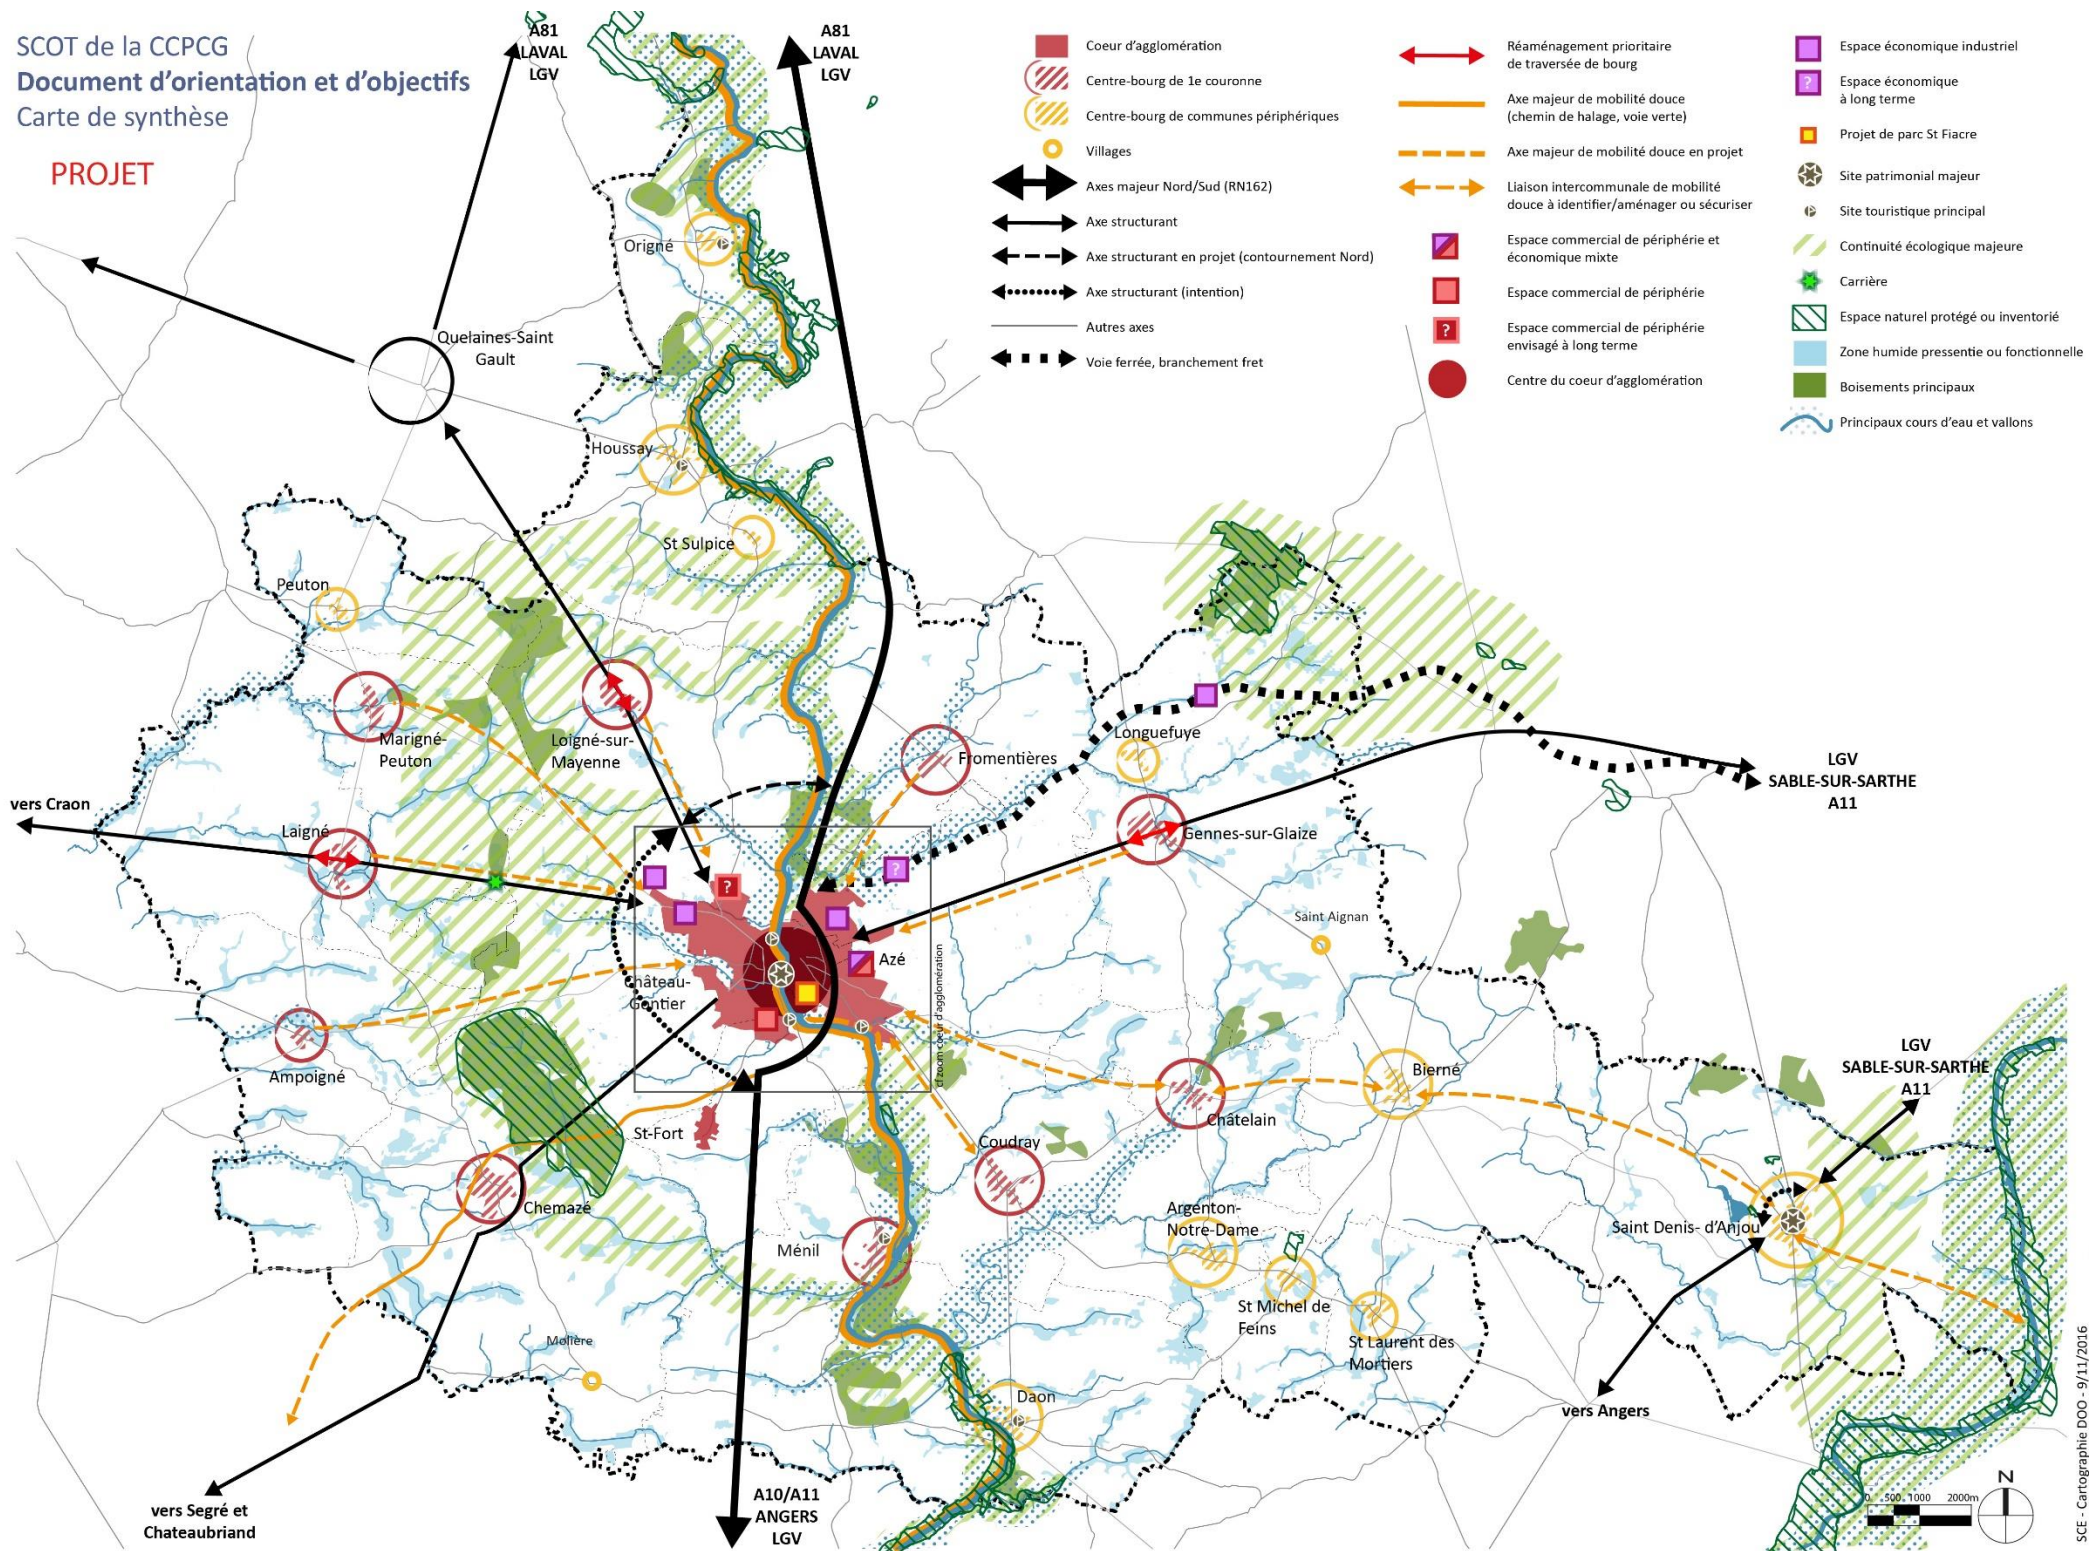 SCOT de la CCPCG
Document d'orientation et d'objectifs
Carte de synthèse
PROJET
A81
LAVAL
LGV
A81
LAVAL
LGV
Coeur d'agglomération
Centre-bourg de 1e couronne
Centre-bourg de communes périphériques
Villages
Axes majeur Nord/Sud (RN162)
Axe structurant
Axe structurant en projet (contournement Nord)
Axe structurant (intention)
Autres axes
Voie ferrée, branchement fret
Réaménagement prioritaire
de traversée de bourg
Axe majeur de mobilité douce
(chemin de halage, voie verte)
Axe majeur de mobilité douce en projet
Liaison intercommunale de mobilité
douce à identifier/aménager ou sécuriser
Espace commercial de périphérie et
économique mixte
Espace commercial de périphérie
?
Espace commercial de périphérie
envisagé à long terme
Centre du coeur d'agglomération
Espace économique industriel
?
Espace économique
à long terme
Projet de parc St Fiacre
Site patrimonial majeur
Site touristique principal
Continuité écologique majeure
Carrière
Espace naturel protégé ou inventorié
Zone humide pressentie ou fonctionnelle
Boisements principaux
Principaux cours d'eau et vallons
Origné
Quelaines-Saint
Gault
Houssay
St Sulpice
Peuton
Marigné-
Peuton
Loigné-sur-
Mayenne
Fromentières
Longuefuye
LGV
SABLE-SUR-SARTHE
A11
vers Craon
Laigné
Gennes-sur-Glaize
?
?
Saint Aignan
Azé
Château-
Gontier
cf zoom coeur d'agglomération
Ampoigné
Bierné
LGV
SABLE-SUR-SARTHE
A11
St-Fort
Châtelain
Coudray
Chemazé
Ménil
Argenton-
Notre-Dame
Saint Denis- d'Anjou
St Michel de
Feins
St Laurent des
Mortiers
Molière
Daon
vers Angers
vers Segré et
Chateaubriand
A10/A11
ANGERS
LGV
N
0 500 1000 2000m
SCE - Cartographie DOO - 9/11/2016